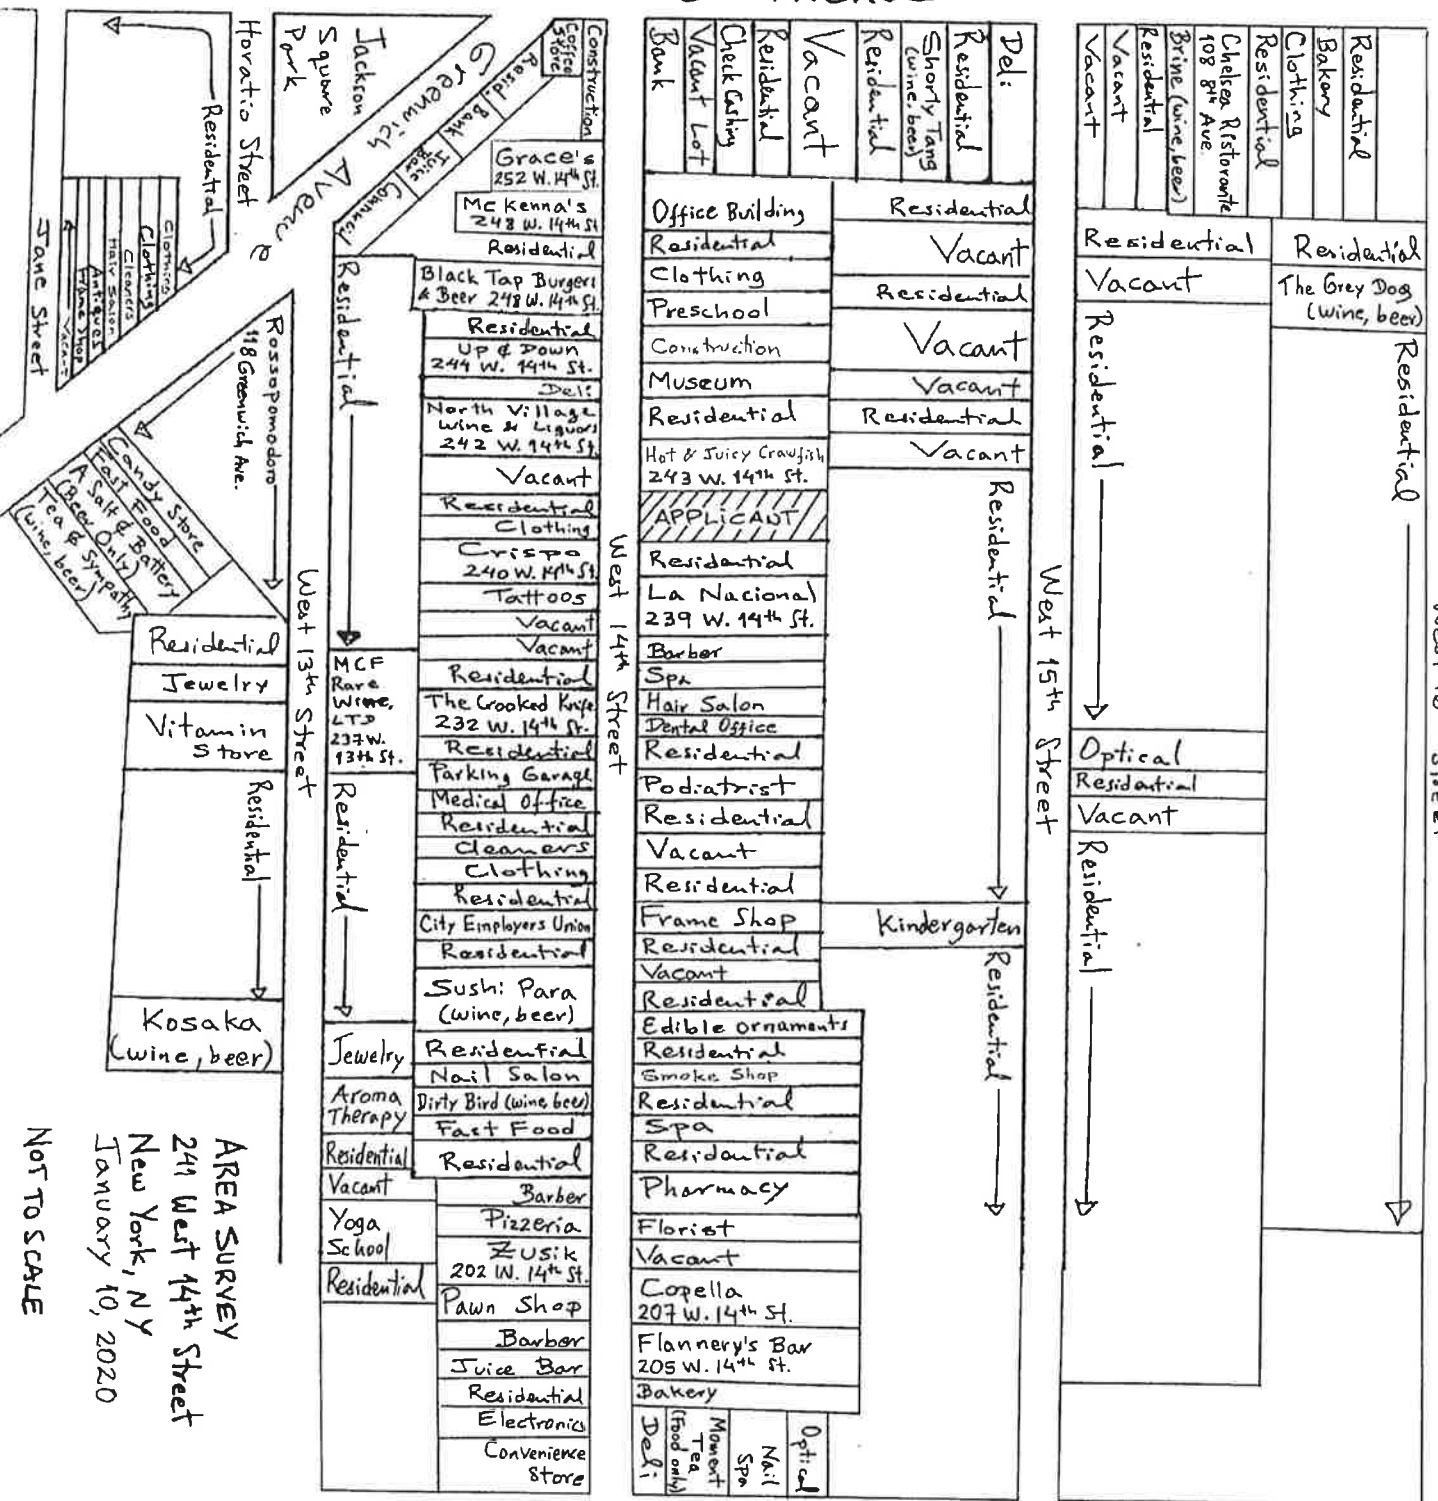 Horatio Street
Residential
Clothing
Clothing
Cleaners
Hair Salon
Antiques
Frame Shop
Vacant
Jane Street
Jackson
Square
Park
Greenwich Avenue
Rossopomodoro
118 Greenwich Ave.
Candy Store
Fast Food
A Salt & Battery
(Beer Only)
Tea & Sympathy
(wine, beer)
Residential
Jewelry
Vitamin
Store
Residential
Kosaka
(wine, beer)
West 13th Street
Construction
Coffee
Store
Resid.
Bank
Juice
Bar
Residential
MCF
Rare
Wine,
LTD
237 W.
13th St.
Residential
Jewelry
Aroma
Therapy
Residential
Vacant
Yoga
School
Residential
Grace's
252 W. 14th St.
McKenna's
248 W. 14th St
Residential
Black Tap Burgers
& Beer 248 W. 14th St.
Residential
Up & Down
244 W. 14th St.
Deli
North Village
Wine & Liquors
242 W. 14th St.
Vacant
Residential
Clothing
Crispo
240 W. 14th St.
Tattoos
Vacant
Vacant
Residential
The Crooked Knife
232 W. 14th St.
Residential
Parking Garage
Medical Office
Residential
Cleaners
Clothing
Residential
City Employers Union
Residential
Sushi Para
(wine, beer)
Residential
Nail Salon
Dirty Bird (wine, beer)
Fast Food
Residential
Barber
Pizzeria
Zusik
202 W. 14th St.
Pawn Shop
Barber
Juice Bar
Residential
Electronics
Convenience
Store
West 14th Street
Bank
Vacant Lot
Check Cashing
Residential
Vacant
Residential
Shorty Tang
(wine, beer)
Residential
Deli
Office Building
Residential
Clothing
Preschool
Construction
Museum
Residential
Hot & Juicy Crawfish
243 W. 14th St.
APPLICANT
Residential
La Nacional
239 W. 14th St.
Barber
Spa
Hair Salon
Dental Office
Residential
Podiatrist
Residential
Vacant
Residential
Frame Shop
Residential
Vacant
Residential
Edible Ornaments
Residential
Smoke Shop
Residential
Spa
Residential
Pharmacy
Florist
Vacant
Copella
207 W. 14th St.
Flannery's Bar
205 W. 14th St.
Bakery
Deli
Moment
Tea
(Food only)
Nail
Spa
Optical
Residential
Vacant
Residential
Vacant
Vacant
Residential
Vacant
Residential
Kindergarten
Residential
West 15th Street
Vacant
Vacant
Residential
Brine (wine, beer)
Chelsea Ristorante
108 8th Ave.
Residential
Clothing
Bakery
Residential
Residential
Vacant
Residential
Optical
Residential
Vacant
Residential
Residential
The Grey Dog
(wine, beer)
Residential
AREA SURVEY
241 West 14th Street
New York, NY
January 10, 2020
NOT TO SCALE